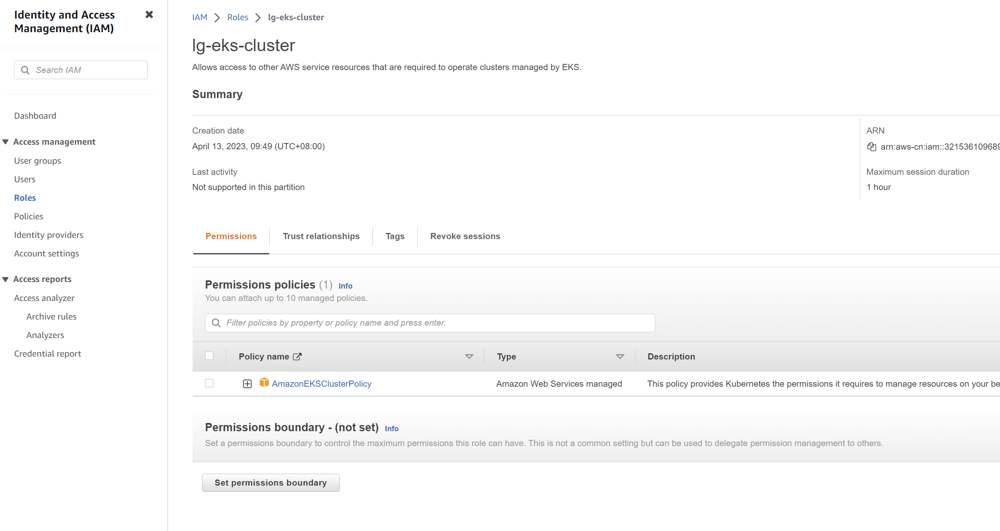 Identity and Access
Management (IAM)
Search IAM
Dashboard
Access management
User groups
Users
Roles
Policies
Identity providers
Account settings
Access reports
Access analyzer
Archive rules
Analyzers
Credential report
IAM > Roles > lg-eks-cluster
lg-eks-cluster
Allows access to other AWS service resources that are required to operate clusters managed by EKS.
Summary
Creation date
April 13, 2023, 09:49 (UTC+08:00)
Last activity
Not supported in this partition
ARN
arn:aws-cn:iam::321536109689
Maximum session duration
1 hour
Permissions Trust relationships Tags Revoke sessions
Permissions policies (1) Info
You can attach up to 10 managed policies.
Filter policies by property or policy name and press enter.
Policy name Type Description
AmazonEKSClusterPolicy Amazon Web Services managed This policy provides Kubernetes the permissions it requires to manage resources on your be
Permissions boundary - (not set) Info
Set a permissions boundary to control the maximum permissions this role can have. This is not a common setting but can be used to delegate permission management to others.
Set permissions boundary